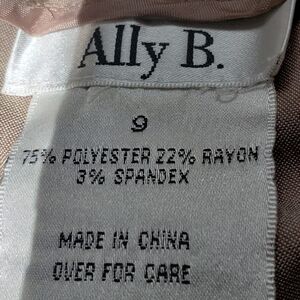 Ally B.
9
75% POLYESTER 22% RAYON
3% SPANDEX
MADE IN CHINA
OVER FOR CARE